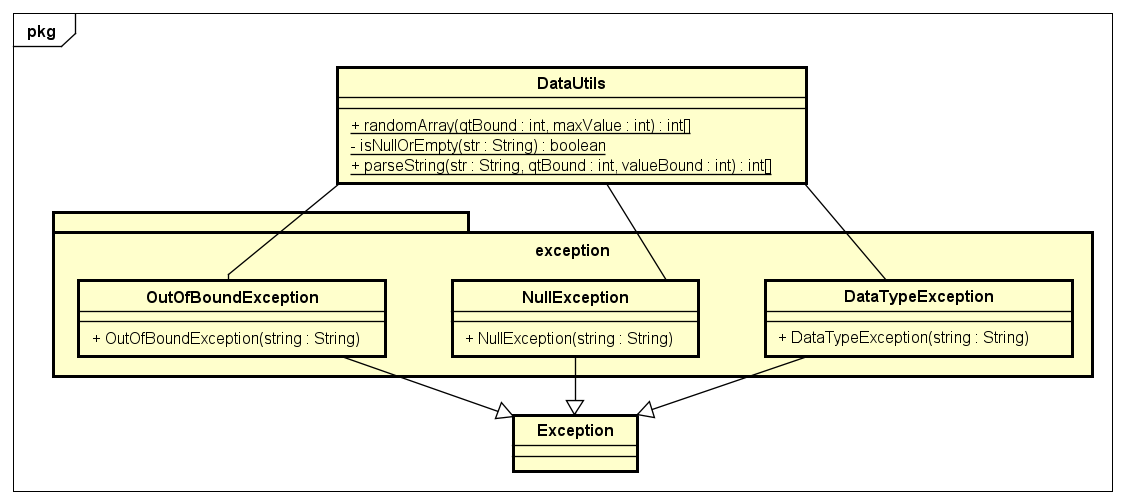 pkg
DataUtils
+ randomArray(qtBound : int, maxValue : int) : int[]
- isNullOrEmpty(str : String) : boolean
+ parseString(str : String, qtBound : int, valueBound : int) : int[]
exception
OutOfBoundException
+ OutOfBoundException(string : String)
NullException
+ NullException(string : String)
DataTypeException
+ DataTypeException(string : String)
Exception